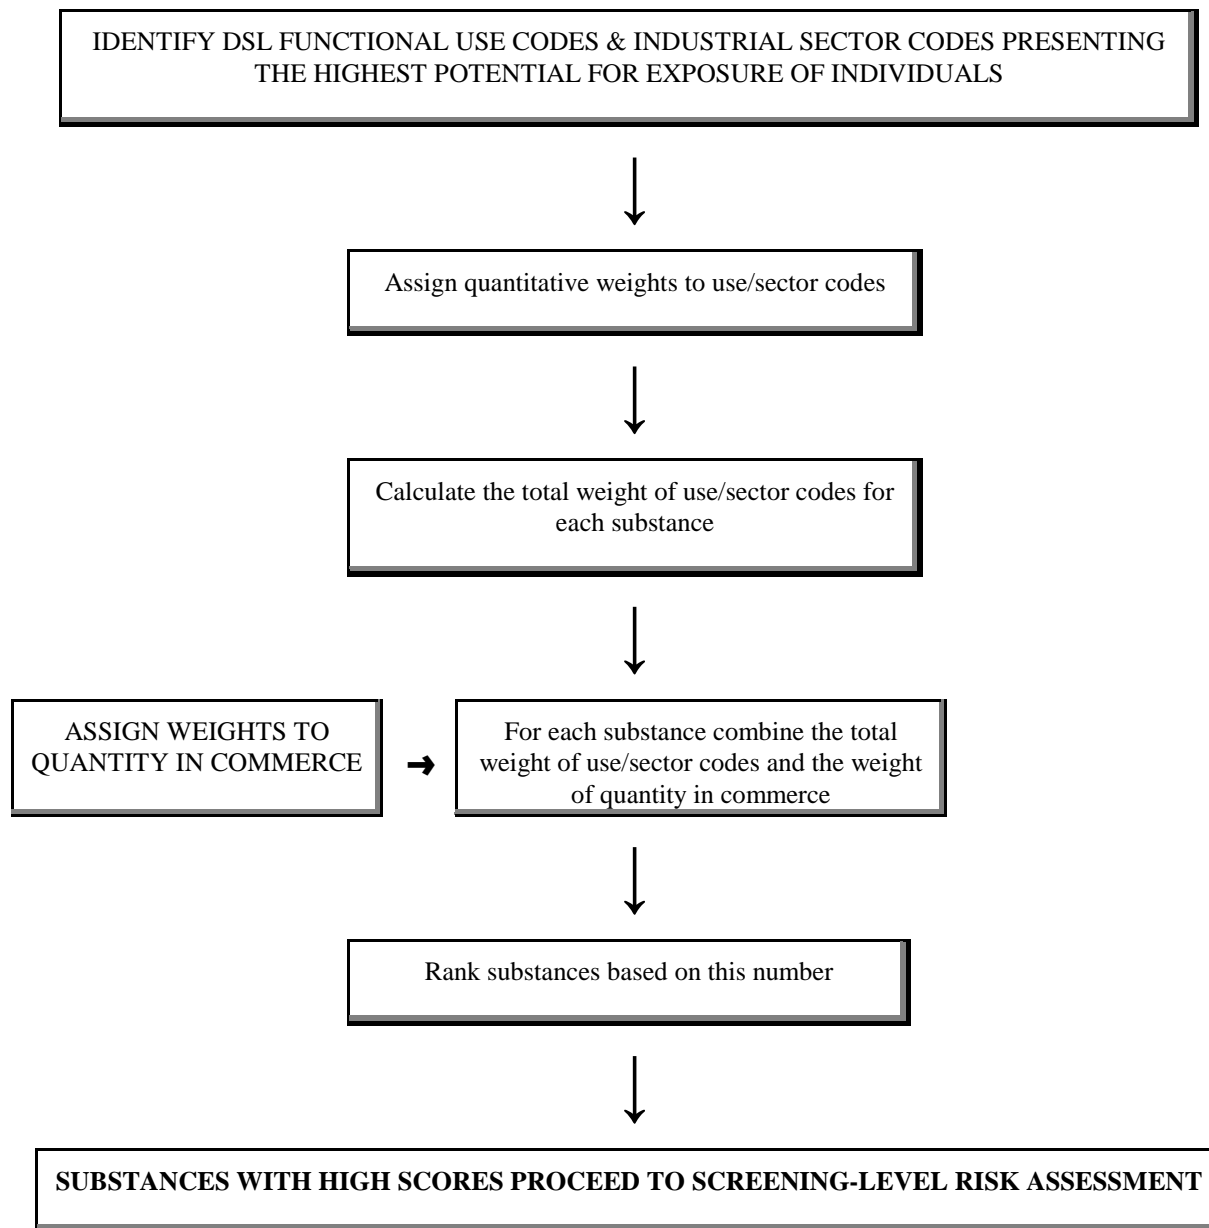 IDENTIFY DSL FUNCTIONAL USE CODES & INDUSTRIAL SECTOR CODES PRESENTING
THE HIGHEST POTENTIAL FOR EXPOSURE OF INDIVIDUALS
Assign quantitative weights to use/sector codes
Calculate the total weight of use/sector codes for
each substance
ASSIGN WEIGHTS TO
QUANTITY IN COMMERCE
For each substance combine the total
weight of use/sector codes and the weight
of quantity in commerce
Rank substances based on this number
SUBSTANCES WITH HIGH SCORES PROCEED TO SCREENING-LEVEL RISK ASSESSMENT